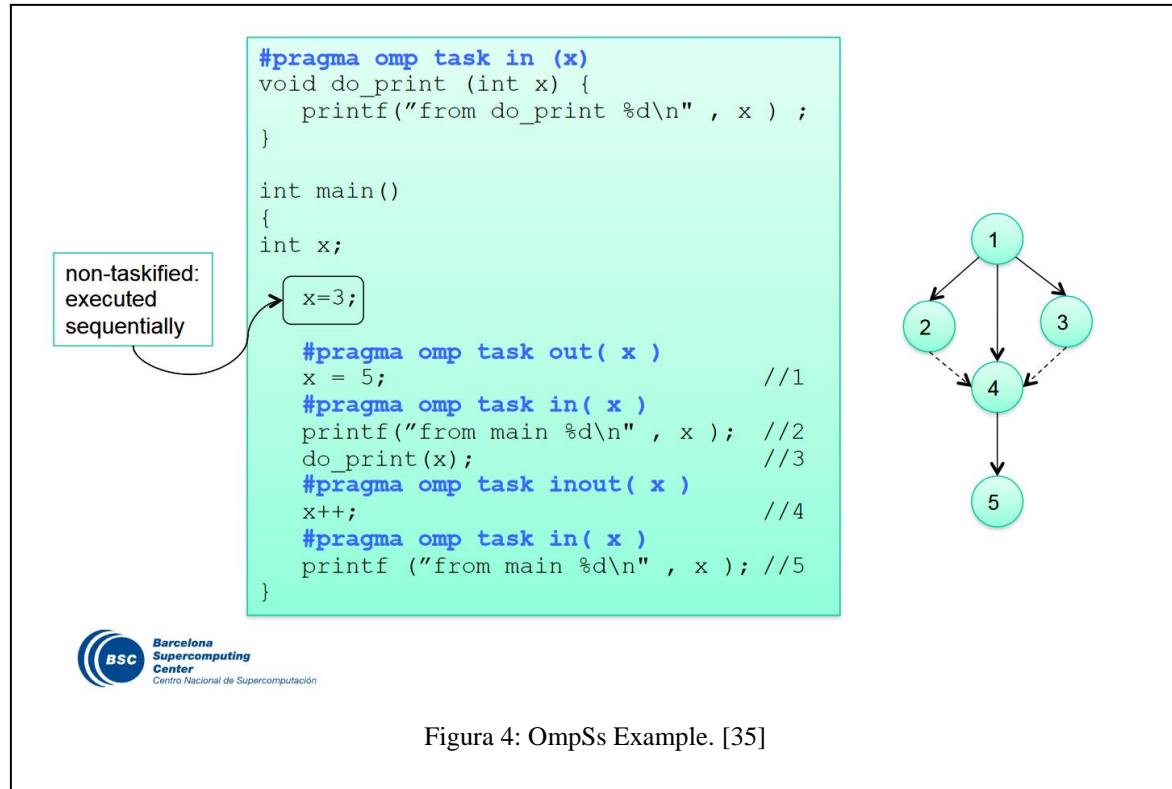 #pragma omp task in (x)
void do_print (int x) {
printf(”from do_print %d\n" , x ) ;
}
int main()
{
int x;
non-taskified:
executed
sequentially
x=3;
#pragma omp task out( x )
x = 5; //1
#pragma omp task in( x )
printf("from main %d\n" , x ); //2
do_print(x); //3
#pragma omp task inout( x )
x++; //4
#pragma omp task in( x )
printf (”from main %d\n" , x ); //5
}
1
2
3
4
5
BSC
Barcelona
Supercomputing
Center
Centro Nacional de Supercomputación
Figura 4: OmpSs Example. [35]